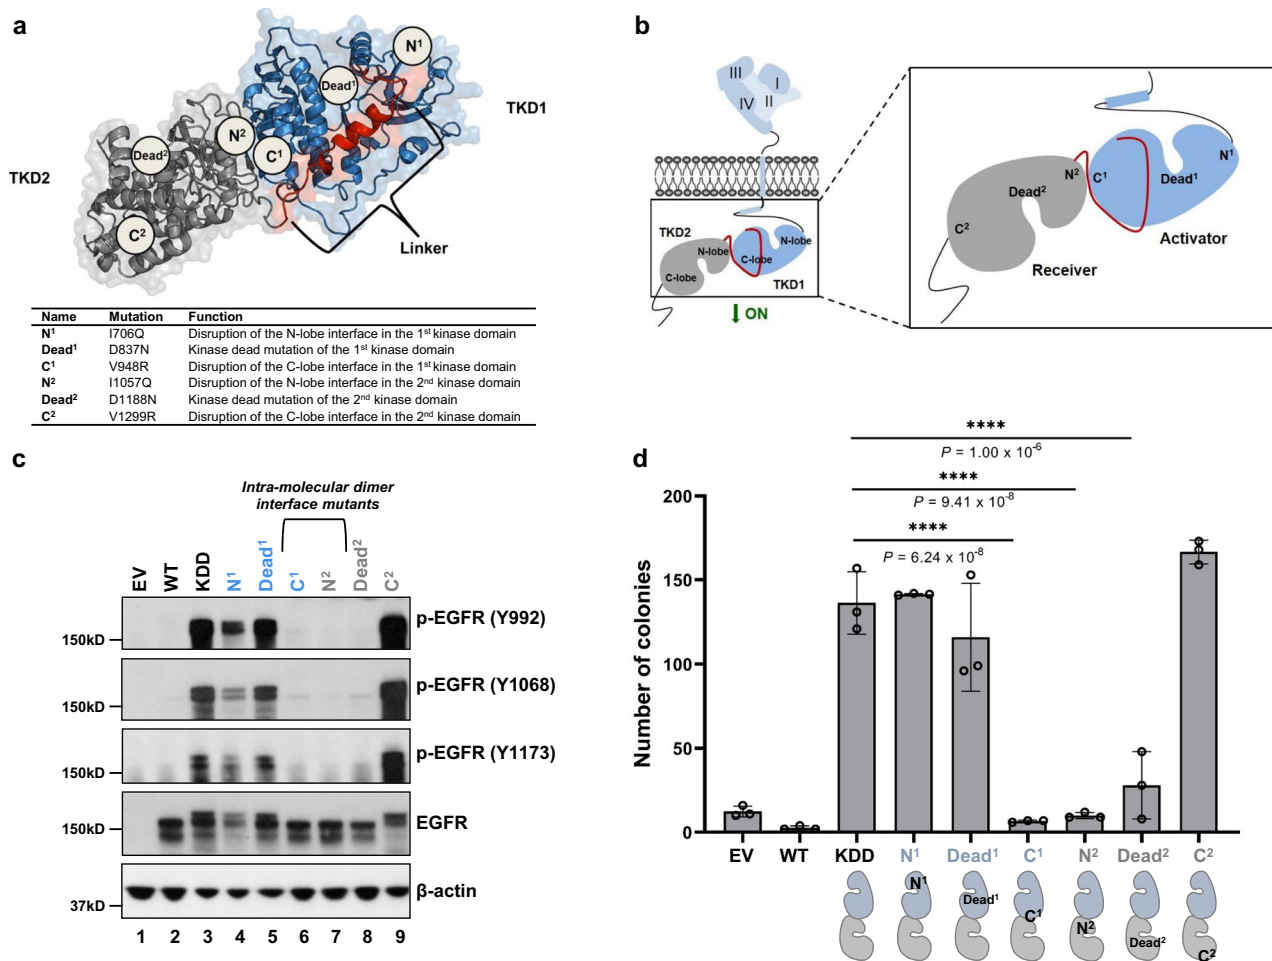 a
N¹
Dead¹
TKD1
N²
C¹
Dead²
TKD2
C²
Linker
Name Mutation Function
N¹ I706Q Disruption of the N-lobe interface in the 1st kinase domain
Dead¹ D837N Kinase dead mutation of the 1st kinase domain
C¹ V948R Disruption of the C-lobe interface in the 1st kinase domain
N² I1057Q Disruption of the N-lobe interface in the 2nd kinase domain
Dead² D1188N Kinase dead mutation of the 2nd kinase domain
C² V1299R Disruption of the C-lobe interface in the 2nd kinase domain
b
III
I
IV
II
TKD2
N-lobe
N-lobe
C-lobe
C-lobe
TKD1
ON
N²
C¹
Dead¹
N¹
Dead²
C²
Activator
Receiver
c
Intra-molecular dimer
interface mutants
EV WT KDD N¹ Dead¹ C¹ N² Dead² C²
p-EGFR (Y992)
150kD
p-EGFR (Y1068)
150kD
p-EGFR (Y1173)
150kD
EGFR
150kD
β-actin
37kD
1 2 3 4 5 6 7 8 9
d
****
P = 1.00 x 10⁻⁶
****
P = 9.41 x 10⁻⁸
****
P = 6.24 x 10⁻⁸
Number of colonies
200
150
100
50
0
EV WT KDD N¹ Dead¹ C¹ N² Dead² C²
N¹
Dead¹
C¹
N²
Dead²
C²